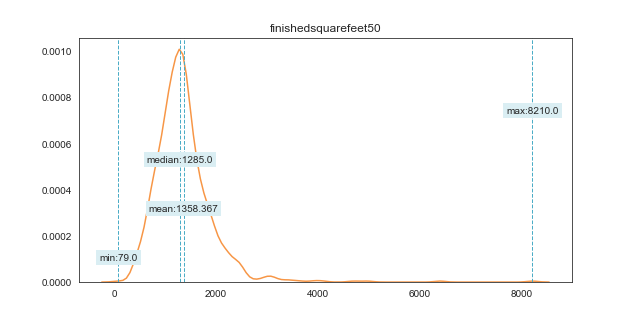 finishedsquarefeet50
0.0010
0.0008
0.0006
0.0004
0.0002
0.0000
max:8210.0
median:1285.0
mean:1358.367
min:79.0
0 2000 4000 6000 8000